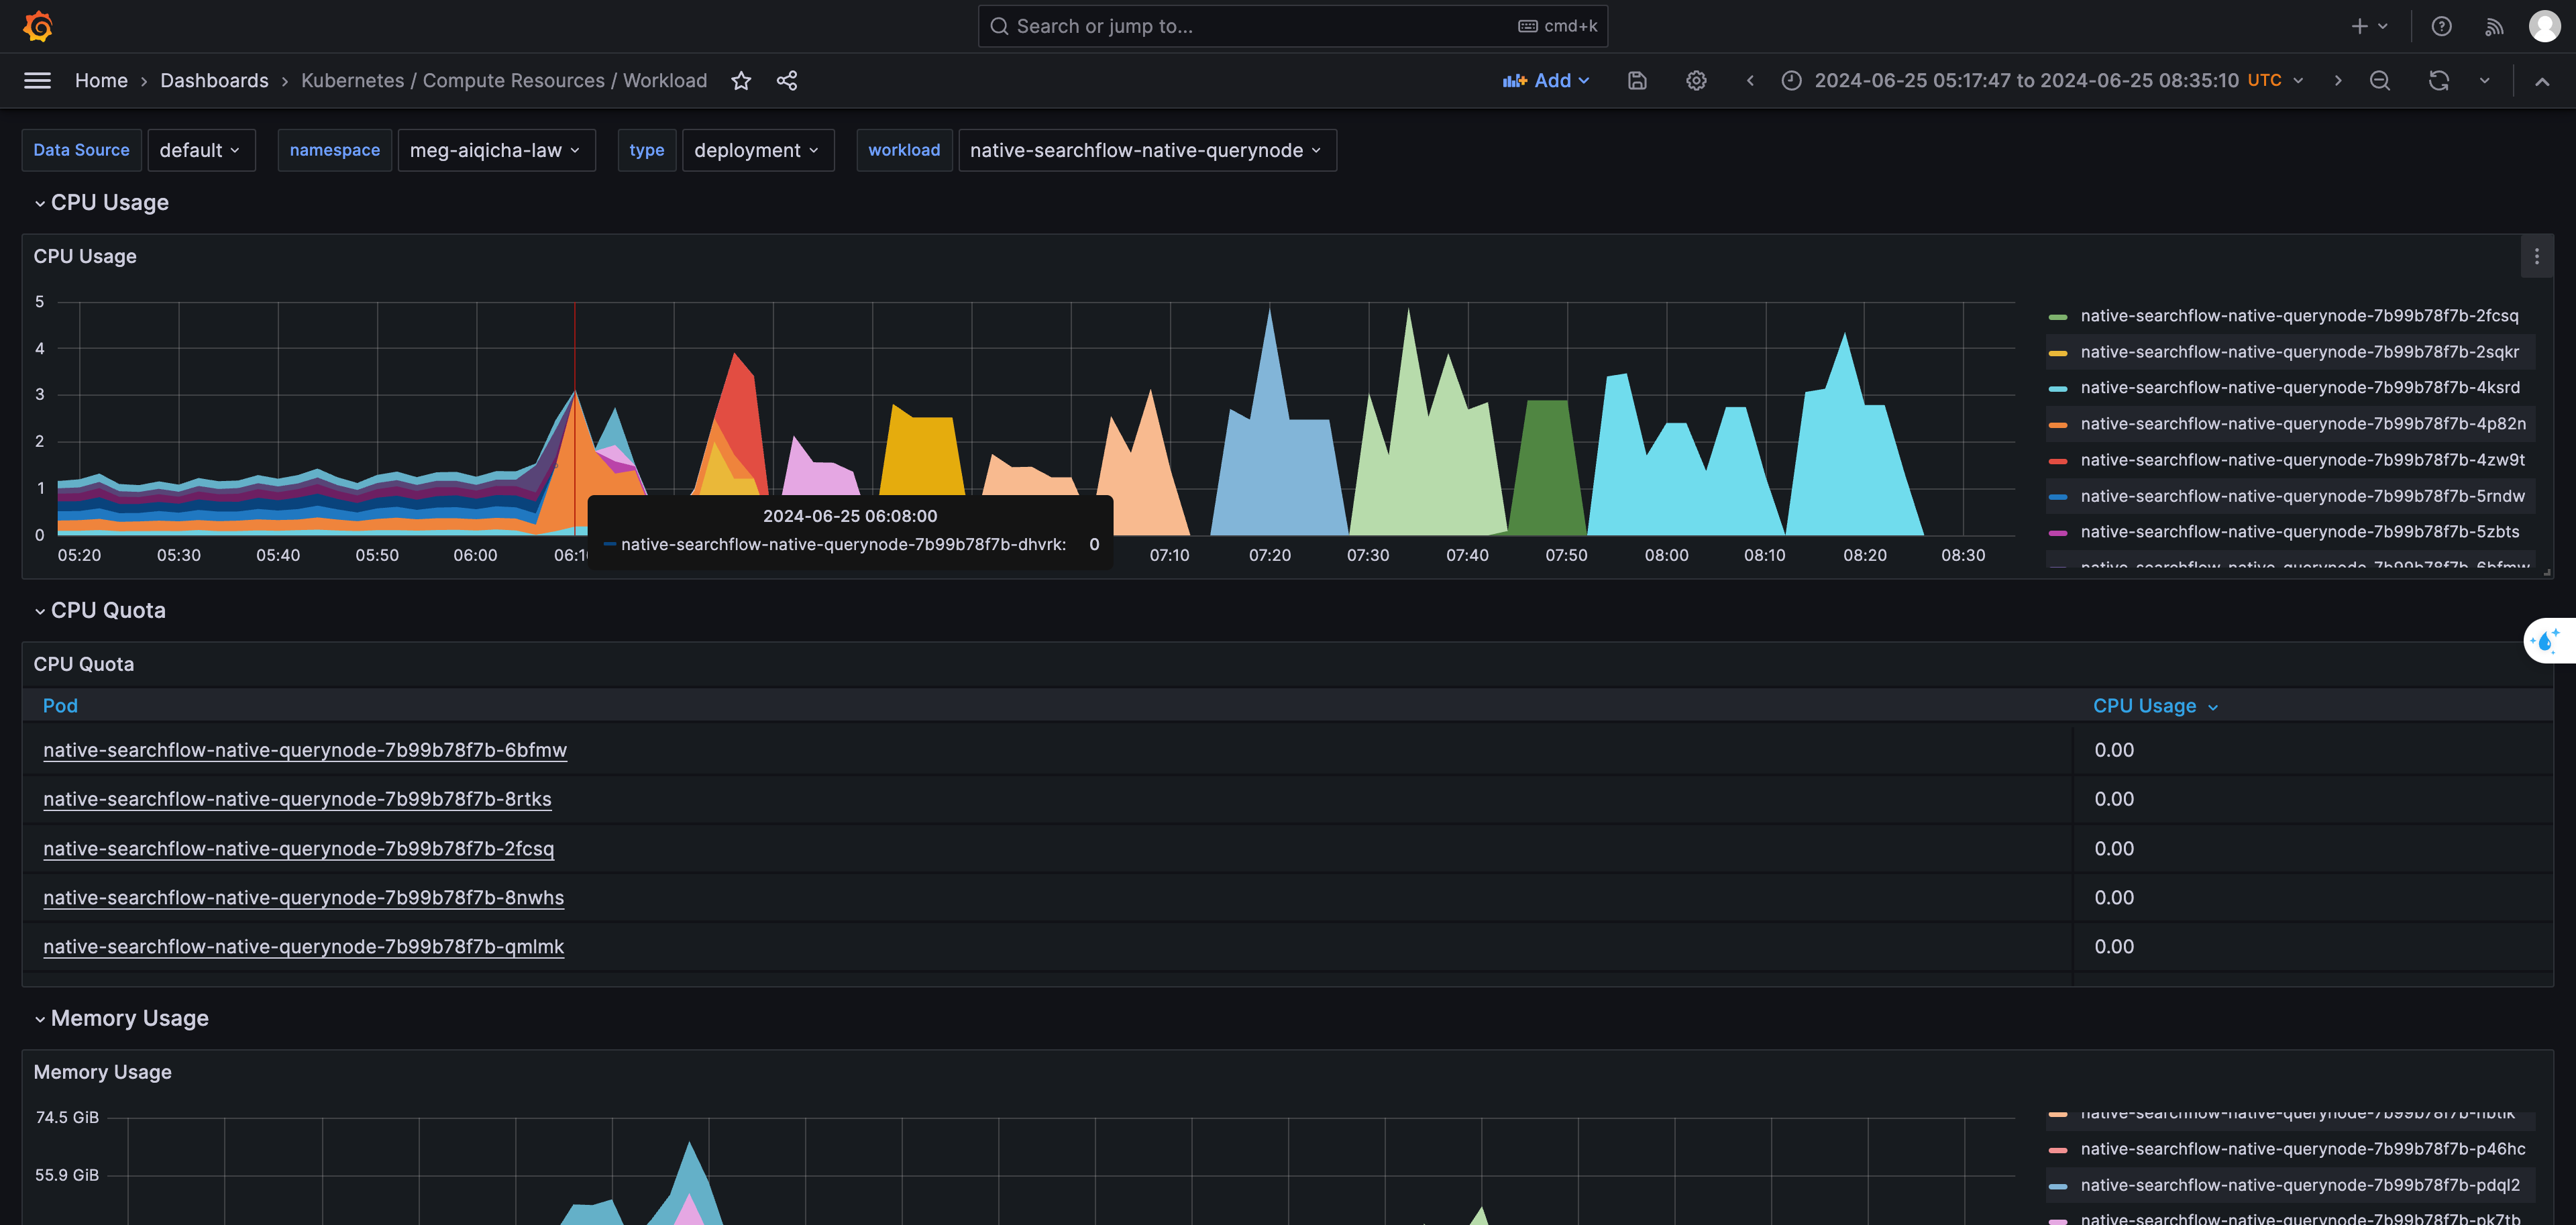 Search or jump to...
cmd+k
Home › Dashboards › Kubernetes / Compute Resources / Workload
Add
2024-06-25 05:17:47 to 2024-06-25 08:35:10 UTC
Data Source default
namespace meg-aiqicha-law
type deployment
workload native-searchflow-native-querynode
CPU Usage
CPU Usage
5
4
3
2
1
0
05:20 05:30 05:40 05:50 06:00 06:1 07:10 07:20 07:30 07:40 07:50 08:00 08:10 08:20 08:30
2024-06-25 06:08:00
native-searchflow-native-querynode-7b99b78f7b-dhvrk: 0
native-searchflow-native-querynode-7b99b78f7b-2fcsq
native-searchflow-native-querynode-7b99b78f7b-2sqkr
native-searchflow-native-querynode-7b99b78f7b-4ksrd
native-searchflow-native-querynode-7b99b78f7b-4p82n
native-searchflow-native-querynode-7b99b78f7b-4zw9t
native-searchflow-native-querynode-7b99b78f7b-5rndw
native-searchflow-native-querynode-7b99b78f7b-5zbts
native-searchflow-native-querynode-7b99b78f7b-6bfmw
CPU Quota
CPU Quota
Pod CPU Usage
native-searchflow-native-querynode-7b99b78f7b-6bfmw 0.00
native-searchflow-native-querynode-7b99b78f7b-8rtks 0.00
native-searchflow-native-querynode-7b99b78f7b-2fcsq 0.00
native-searchflow-native-querynode-7b99b78f7b-8nwhs 0.00
native-searchflow-native-querynode-7b99b78f7b-qmlmk 0.00
Memory Usage
Memory Usage
74.5 GiB
55.9 GiB
native-searchflow-native-querynode-7b99b78f7b-p46hc
native-searchflow-native-querynode-7b99b78f7b-pdql2
native-searchflow-native-querynode-7b99b78f7b-pk7tb